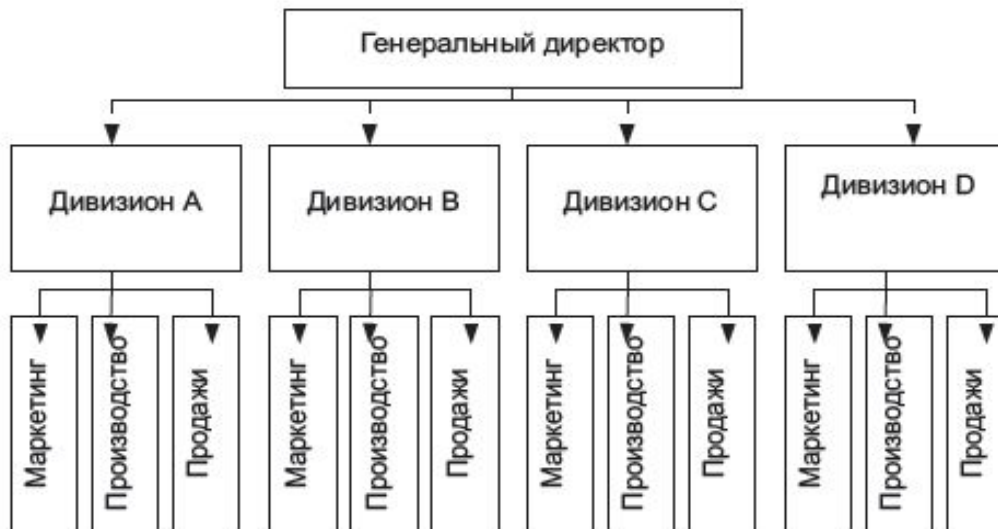 Генеральный директор
Дивизион A
Дивизион B
Дивизион C
Дивизион D
Маркетинг
Производство
Продажи
Маркетинг
Производство
Продажи
Маркетинг
Производство
Продажи
Маркетинг
Производство
Продажи